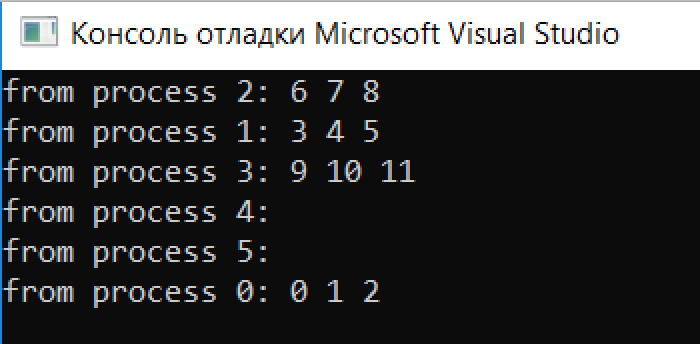 Консоль отладки Microsoft Visual Studio
from process 2: 6 7 8
from process 1: 3 4 5
from process 3: 9 10 11
from process 4:
from process 5:
from process 0: 0 1 2